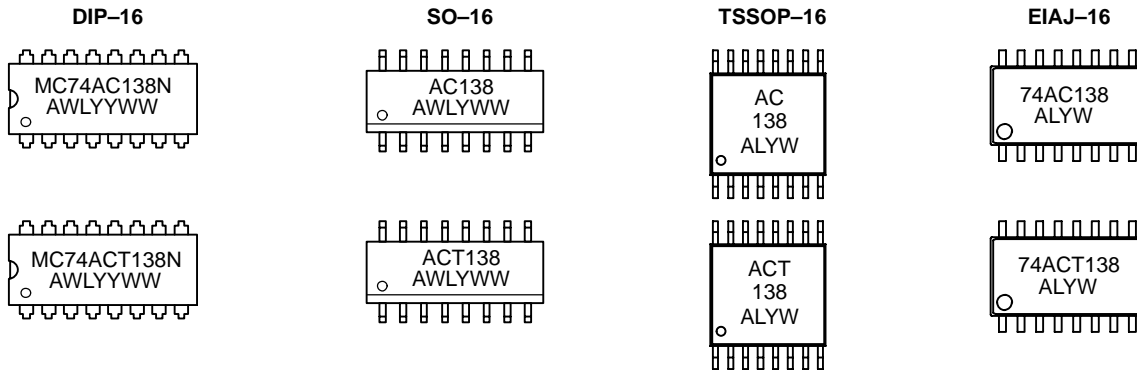 DIP–16
SO–16
TSSOP–16
EIAJ–16
MC74AC138N
AWLYYWW
AC138
AWLYWW
AC
138
ALYW
74AC138
ALYW
MC74ACT138N
AWLYYWW
ACT138
AWLYWW
ACT
138
ALYW
74ACT138
ALYW